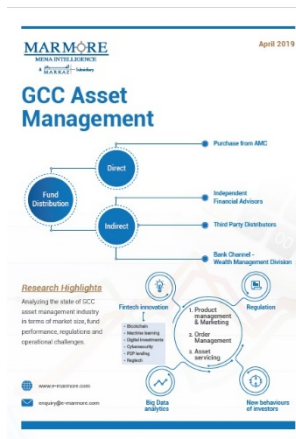 MARMORE
MENA INTELLIGENCE
A MARKAZ Subsidiary
April 2019
GCC Asset
Management
Fund
Distribution
Direct
Indirect
Purchase from AMC
Independent
Financial Advisors
Third Party Distributors
Bank Channel -
Wealth Management Division
Research Highlights
Analyzing the state of GCC
asset management industry
in terms of market size, fund
performance, regulations and
operational challenges.
www.e-marmore.com
enquiry@e-marmore.com
Fintech innovation
• Blockchain
• Machine learning
• Digital investments
• Cybersecurity
• P2P lending
• Regtech
1. Product
management
& Marketing
2. Order
Management
3. Asset
servicing
Regulation
Big Data
analytics
New behaviours
of investors